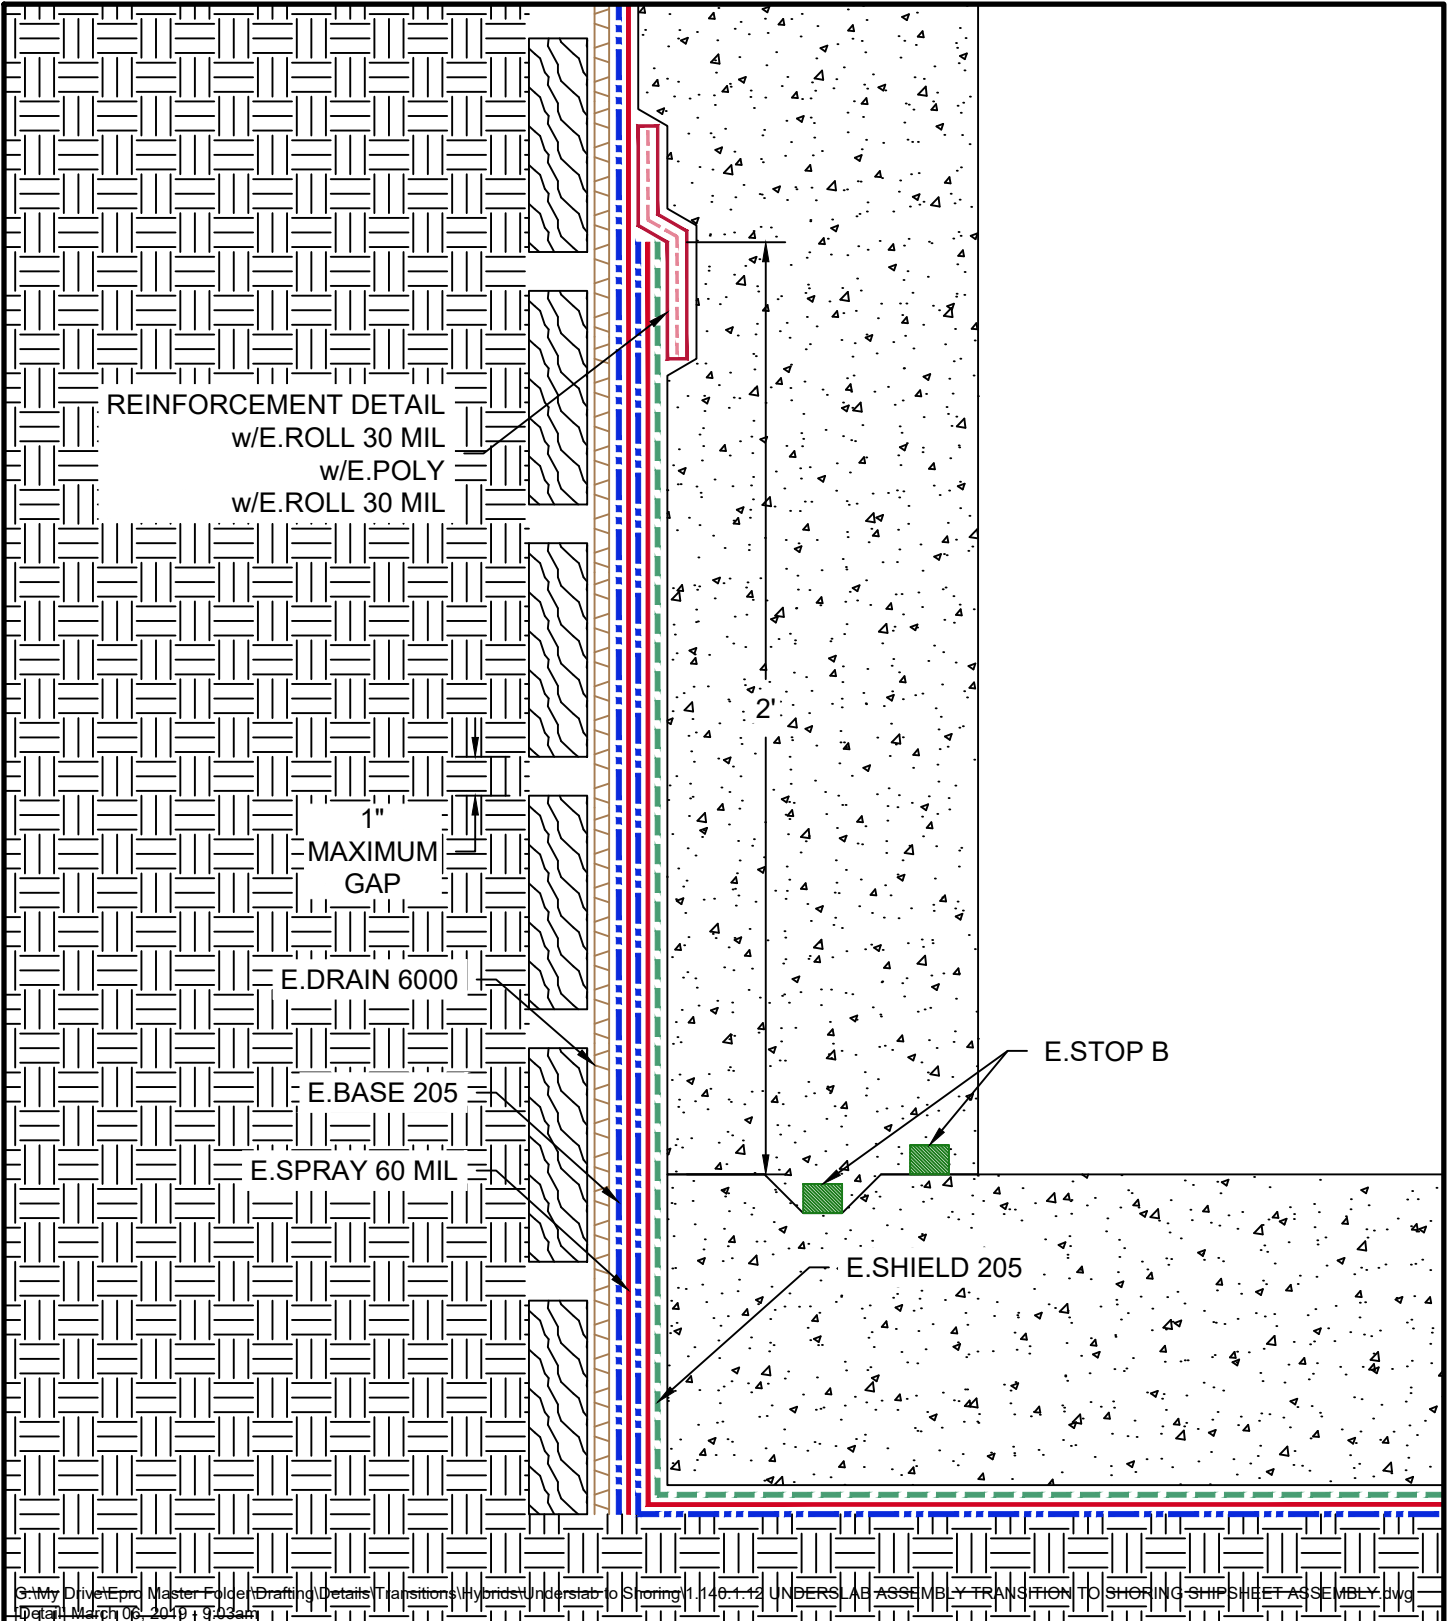 REINFORCEMENT DETAIL
w/E.ROLL 30 MIL
w/E.POLY
w/E.ROLL 30 MIL
2'
1"
MAXIMUM
GAP
E.DRAIN 6000
E.BASE 205
E.SPRAY 60 MIL
E.STOP B
E.SHIELD 205
G:\My Drive\Epro Master Folder\Drafting\Details\Transitions\Hybrids\Underslab to Shoring\1.140.1.12 UNDERSLAB ASSEMBLY TRANSITION TO SHORING SHIPSHEET ASSEMBLY.dwg
Detail March 06, 2019 - 9:03am